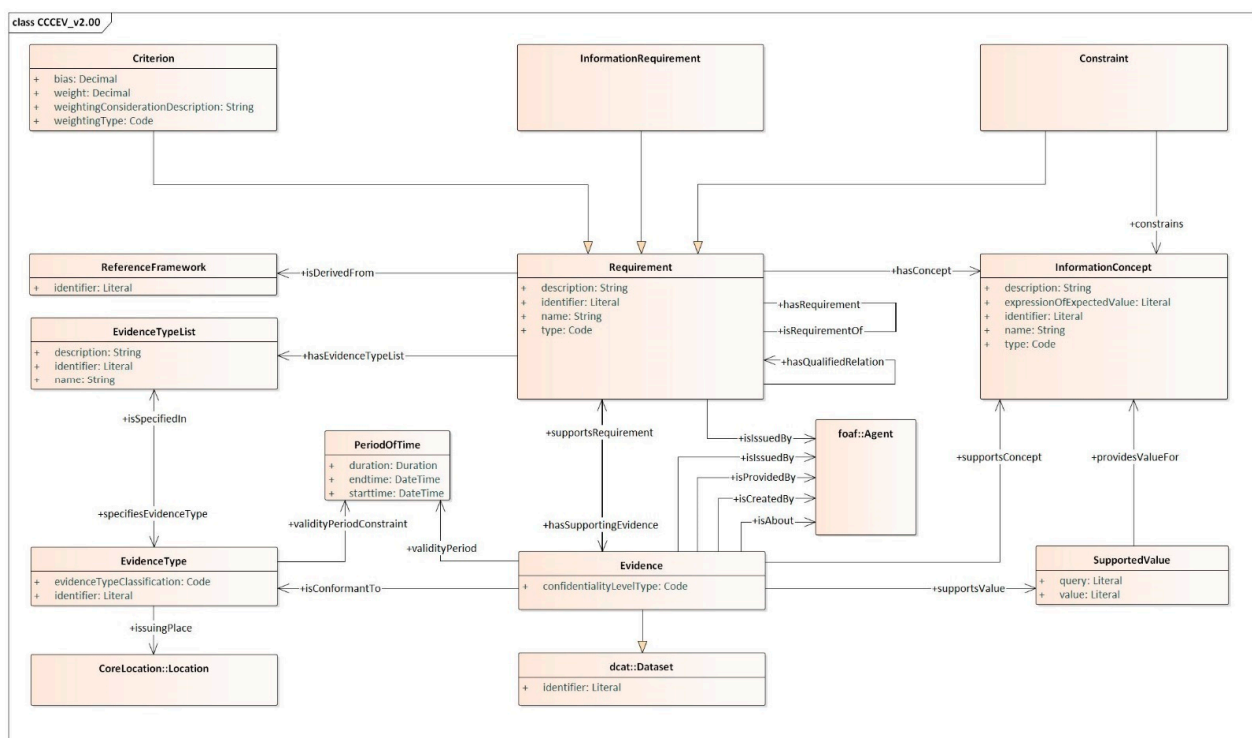 class CCCEV_v2.00
Criterion
+ bias: Decimal
+ weight: Decimal
+ weightingConsiderationDescription: String
+ weightingType: Code
InformationRequirement
Constraint
+constrains
ReferenceFramework
+ identifier: Literal
+isDerivedFrom
Requirement
+ description: String
+ identifier: Literal
+ name: String
+ type: Code
+hasConcept
+hasRequirement
+isRequirementOf
+hasQualifiedRelation
InformationConcept
+ description: String
+ expressionOfExpectedValue: Literal
+ identifier: Literal
+ name: String
+ type: Code
EvidenceTypeList
+ description: String
+ identifier: Literal
+ name: String
+hasEvidenceTypeList
+isSpecifiedIn
+specifiesEvidenceType
PeriodOfTime
+ duration: Duration
+ endtime: DateTime
+ starttime: DateTime
+validityPeriodConstraint
+validityPeriod
+supportsRequirement
+hasSupportingEvidence
+isIssuedBy
+isIssuedBy
+isProvidedBy
+isCreatedBy
+isAbout
foaf::Agent
+supportsConcept
+providesValueFor
EvidenceType
+ evidenceTypeClassification: Code
+ identifier: Literal
+isConformantTo
Evidence
+ confidentialityLevelType: Code
+supportsValue
SupportedValue
+ query: Literal
+ value: Literal
+issuingPlace
CoreLocation::Location
dcat::Dataset
+ identifier: Literal